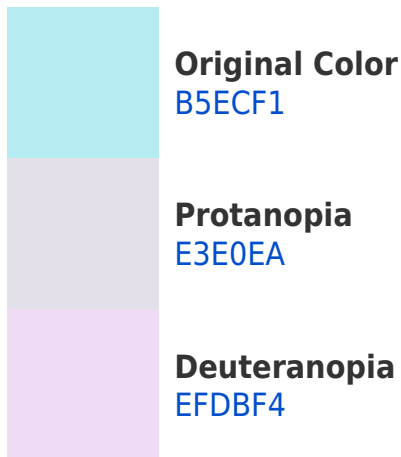 Original Color
B5ECF1
Protanopia
E3E0EA
Deuteranopia
EFDBF4